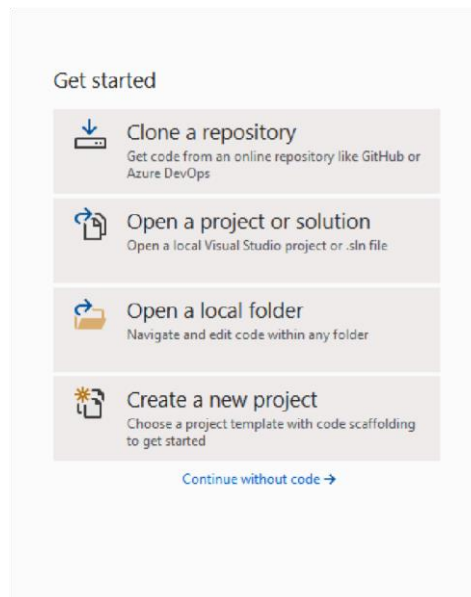 Get started
Clone a repository
Get code from an online repository like GitHub or
Azure DevOps
Open a project or solution
Open a local Visual Studio project or .sln file
Open a local folder
Navigate and edit code within any folder
Create a new project
Choose a project template with code scaffolding
to get started
Continue without code →